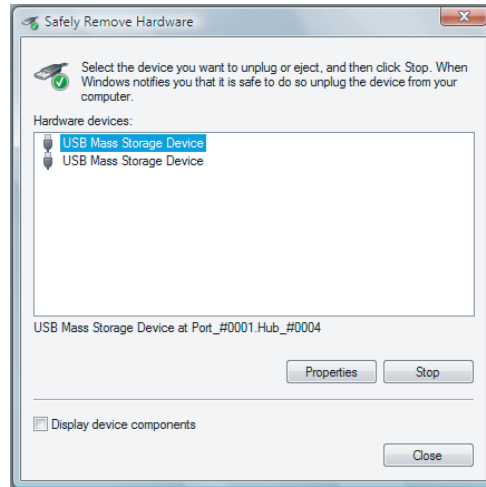 Safely Remove Hardware
Select the device you want to unplug or eject, and then click Stop. When
Windows notifies you that it is safe to do so unplug the device from your
computer.
Hardware devices:
USB Mass Storage Device
USB Mass Storage Device
USB Mass Storage Device at Port_#0001.Hub_#0004
Properties Stop
Display device components
Close